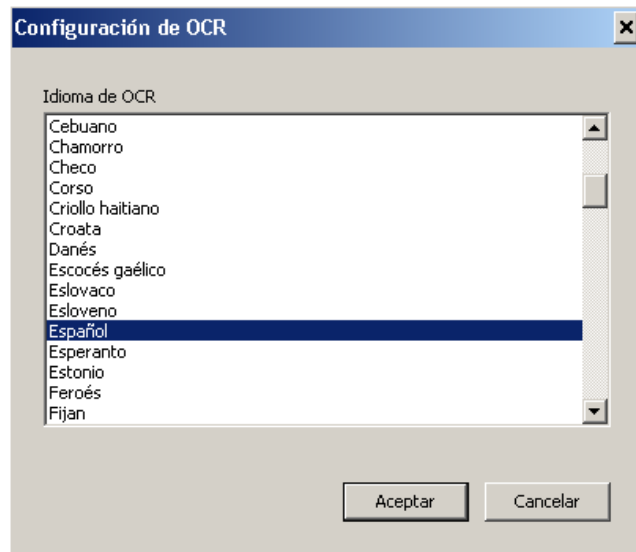 Configuración de OCR
Idioma de OCR
Cebuano
Chamorro
Checo
Corso
Criollo haitiano
Croata
Danés
Escocés gaélico
Eslovaco
Esloveno
Español
Esperanto
Estonio
Feroés
Fijan
Aceptar
Cancelar